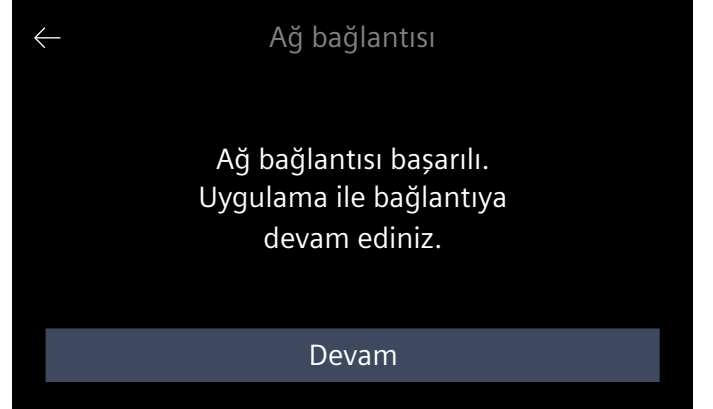 Ağ bağlantısı
Ağ bağlantısı başarılı.
Uygulama ile bağlantıya
devam ediniz.
Devam